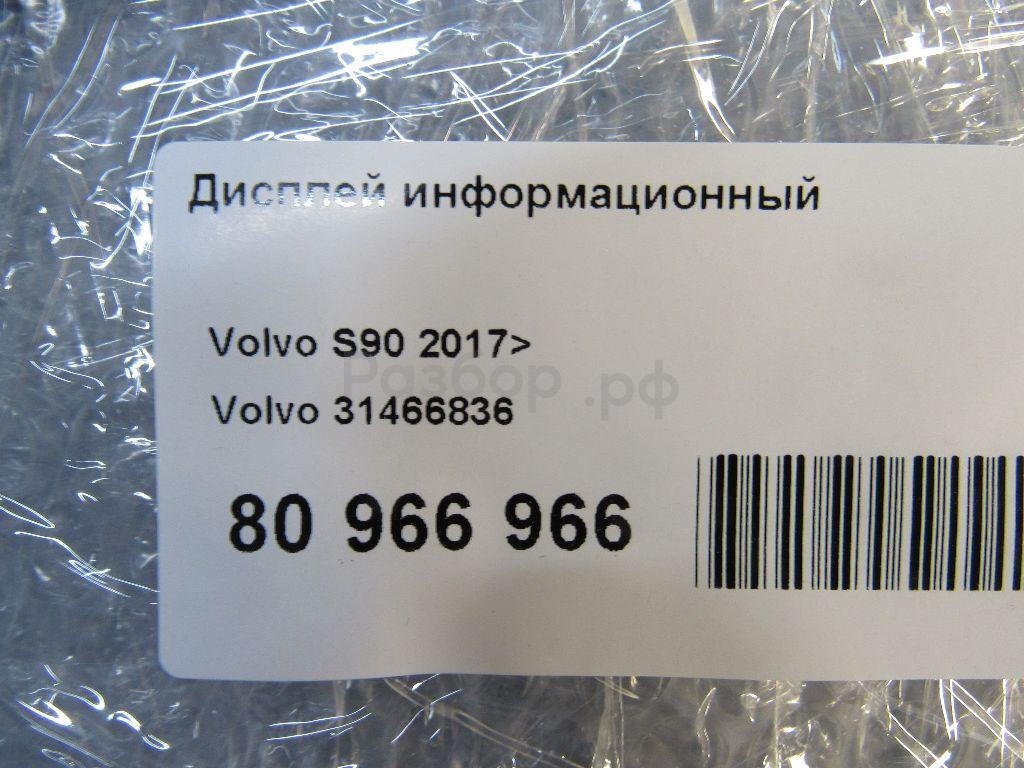 Дисплей информационный
Volvo S90 2017>
Разбор.рф
Volvo 31466836
80 966 966